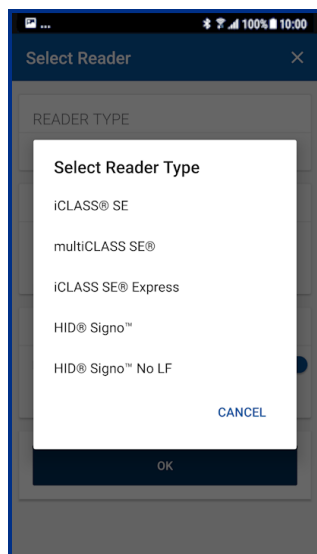 ... 100% 10:00
Select Reader
READER TYPE
Select Reader Type
iCLASS® SE
multiCLASS SE®
iCLASS SE® Express
HID® Signo™
HID® Signo™ No LF
CANCEL
OK